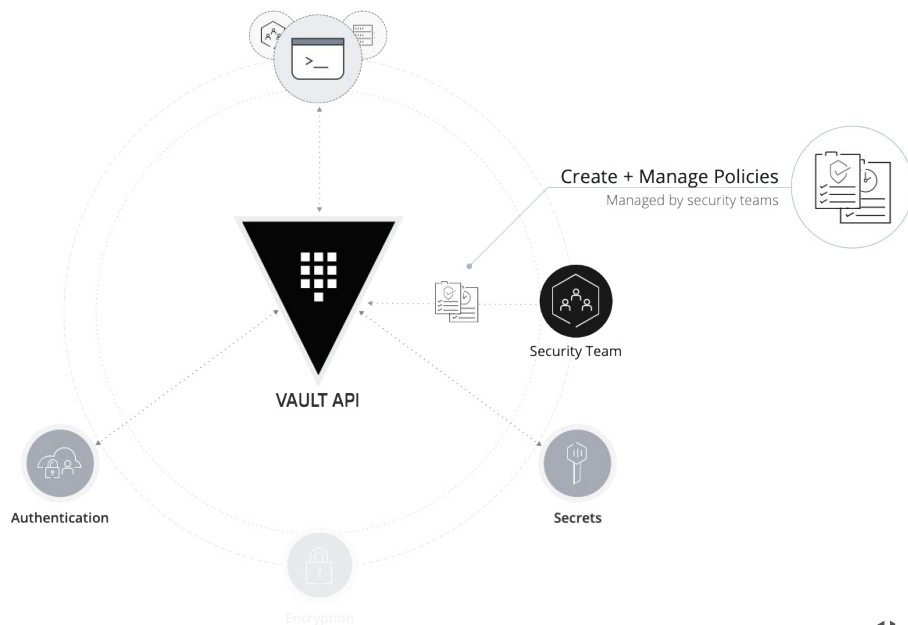 >_
Create + Manage Policies
Managed by security teams
Security Team
VAULT API
Authentication
Secrets
Encryption